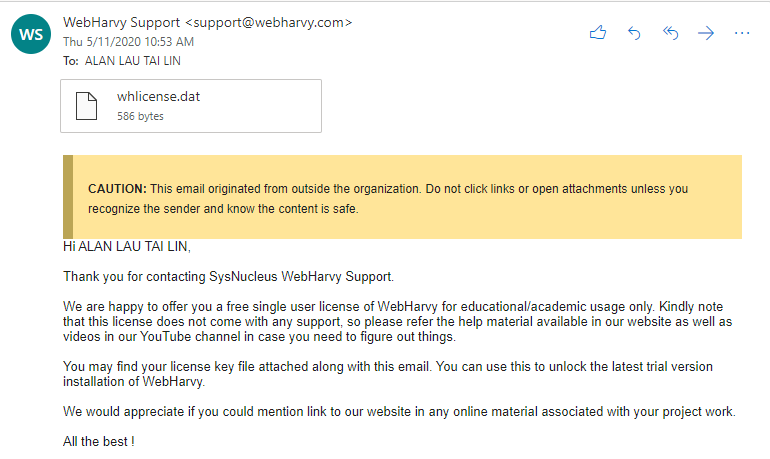 WS
WebHarvy Support <support@webharvy.com>
Thu 5/11/2020 10:53 AM
To: ALAN LAU TAI LIN
whlicense.dat
586 bytes
CAUTION: This email originated from outside the organization. Do not click links or open attachments unless you
recognize the sender and know the content is safe.
Hi ALAN LAU TAI LIN,
Thank you for contacting SysNucleus WebHarvy Support.
We are happy to offer you a free single user license of WebHarvy for educational/academic usage only. Kindly note
that this license does not come with any support, so please refer the help material available in our website as well as
videos in our YouTube channel in case you need to figure out things.
You may find your license key file attached along with this email. You can use this to unlock the latest trial version
installation of WebHarvy.
We would appreciate if you could mention link to our website in any online material associated with your project work.
All the best !